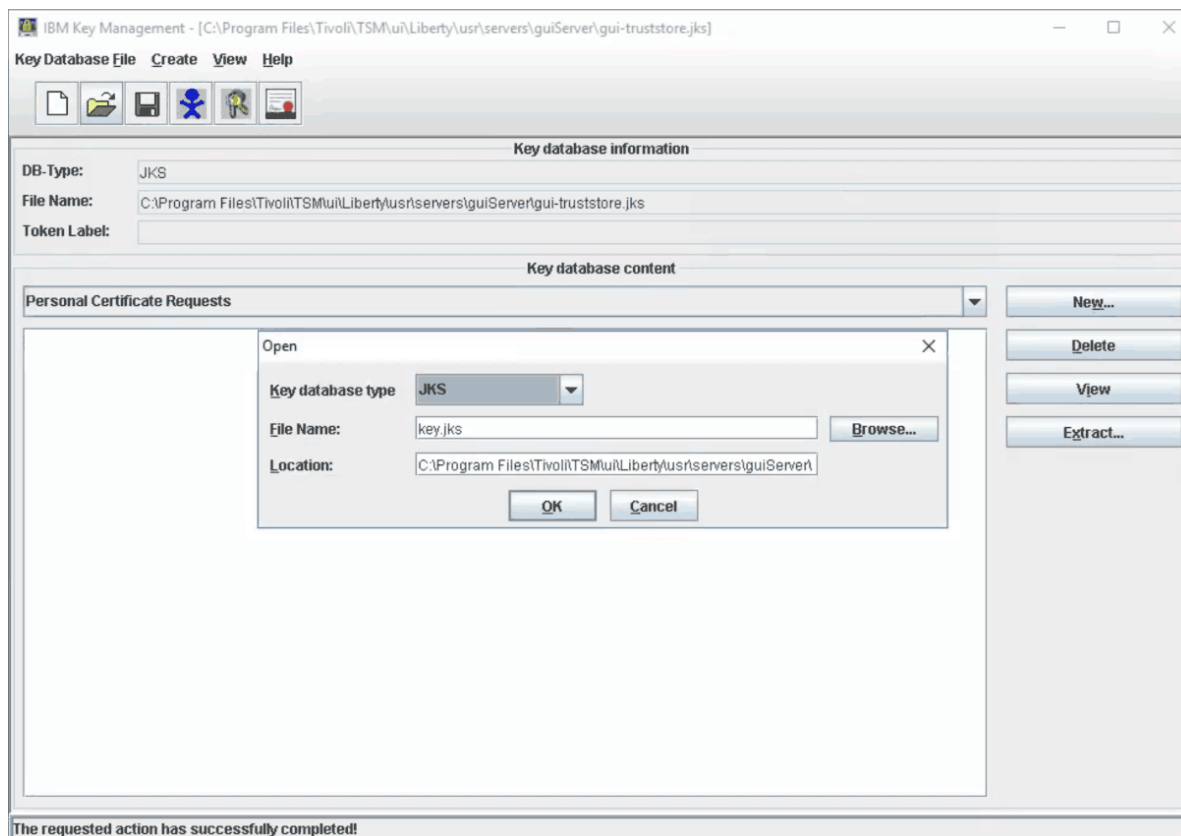 IBM Key Management - [C:\Program Files\Tivoli\TSM\ui\Liberty\usr\servers\guiServer\gui-truststore.jks]
Key Database File Create View Help
Key database information
DB-Type: JKS
File Name: C:\Program Files\Tivoli\TSM\ui\Liberty\usr\servers\guiServer\gui-truststore.jks
Token Label:
Key database content
Personal Certificate Requests
New...
Open
Delete
Key database type JKS
View
File Name: key.jks Browse...
Extract...
Location: C:\Program Files\Tivoli\TSM\ui\Liberty\usr\servers\guiServer\
OK Cancel
The requested action has successfully completed!